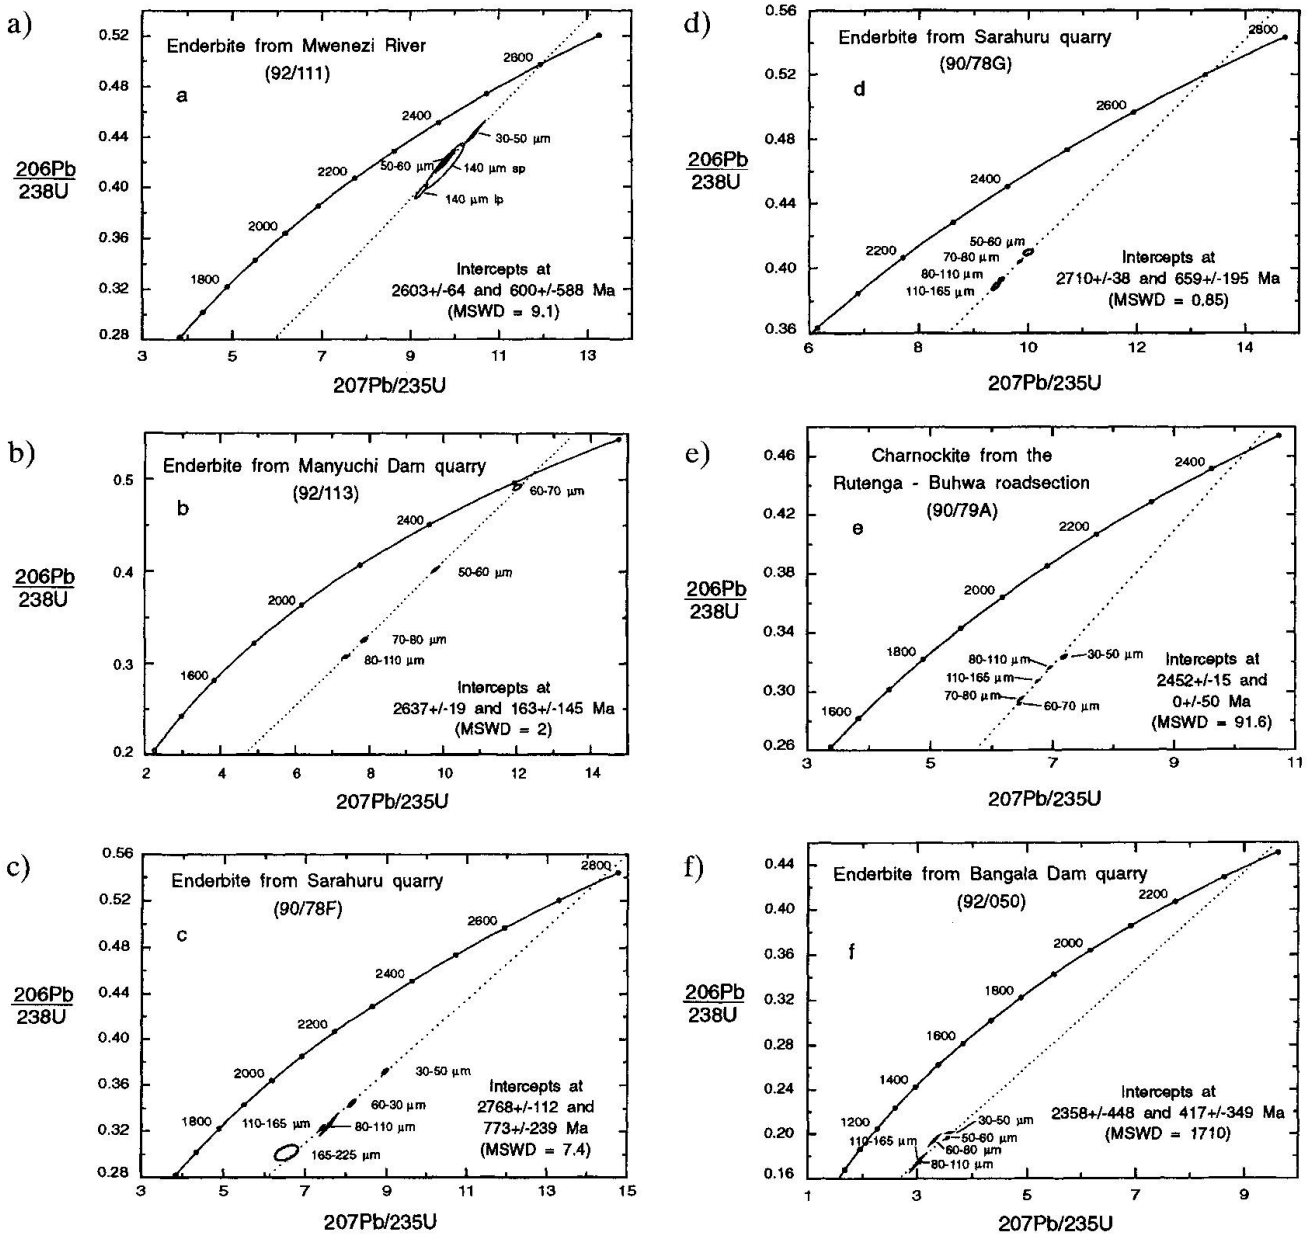 a)
Enderbite from Mwenezi River
(92/111)
a
206Pb
238U
0.52
0.48
0.44
0.40
0.36
0.32
0.28
2800
2400
2200
2000
1800
30-50 μm
50-60 μm
140 μm sp
140 μm lp
Intercepts at
2603+/-64 and 600+/-588 Ma
(MSWD = 9.1)
3 5 7 9 11 13
207Pb/235U
d)
Enderbite from Sarahuru quarry
(90/78G)
d
0.56
0.52
0.48
0.44
0.40
0.36
2800
2600
2400
2200
50-60 μm
70-80 μm
80-110 μm
110-165 μm
Intercepts at
2710+/-38 and 659+/-195 Ma
(MSWD = 0.85)
6 8 10 12 14
207Pb/235U
b)
Enderbite from Manyuchi Dam quarry
(92/113)
b
206Pb
238U
0.5
0.4
0.3
0.2
2400
2000
1600
60-70 μm
50-60 μm
70-80 μm
80-110 μm
Intercepts at
2637+/-19 and 163+/-145 Ma
(MSWD = 2)
2 4 6 8 10 12 14
207Pb/235U
e)
Charnockite from the
Rutenga - Buhwa roadsection
(90/79A)
e
206Pb
238U
0.46
0.42
0.38
0.34
0.30
0.26
2400
2200
2000
1800
1600
80-110 μm
30-50 μm
110-165 μm
70-80 μm
60-70 μm
Intercepts at
2452+/-15 and
0+/-50 Ma
(MSWD = 91.6)
3 5 7 9 11
207Pb/235U
c)
Enderbite from Sarahuru quarry
(90/78F)
c
206Pb
238U
0.56
0.52
0.48
0.44
0.40
0.36
0.32
0.28
2800
2600
2400
2200
2000
1800
30-50 μm
60-30 μm
110-165 μm
80-110 μm
165-225 μm
Intercepts at
2768+/-112 and
773+/-239 Ma
(MSWD = 7.4)
3 5 7 9 11 13 15
207Pb/235U
f)
Enderbite from Bangala Dam quarry
(92/050)
f
206Pb
238U
0.44
0.40
0.36
0.32
0.28
0.24
0.20
0.16
2200
2000
1800
1600
1400
1200
30-50 μm
110-165 μm
50-60 μm
60-80 μm
80-110 μm
Intercepts at
2358+/-448 and 417+/-349 Ma
(MSWD = 1710)
1 3 5 7 9
207Pb/235U